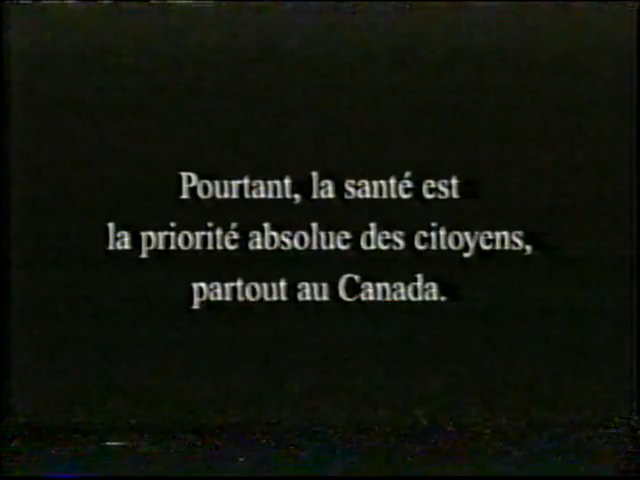 Pourtant, la santé est
la priorité absolue des citoyens,
partout au Canada.